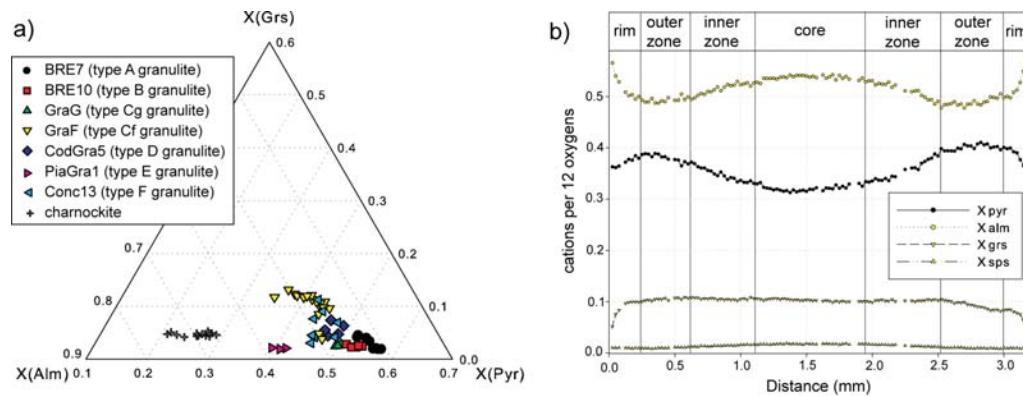 a)
X(Grs)
0.6
BRE7 (type A granulite)
BRE10 (type B granulite)
GraG (type Cg granulite)
GraF (type Cf granulite)
CodGra5 (type D granulite)
PiaGra1 (type E granulite)
Conc13 (type F granulite)
charnockite
0.5
0.4
0.3
0.7
0.2
0.8
0.1
0.9
0.0
X(Alm)
X(Pyr)
0.1
0.2
0.3
0.4
0.5
0.6
0.7
b)
rim
outer zone
inner zone
core
inner zone
outer zone
rim
cations per 12 oxygens
0.5
0.4
0.3
0.2
0.1
0.0
X pyr
X alm
X grs
X sps
0.0
0.5
1.0
1.5
2.0
2.5
3.0
Distance (mm)